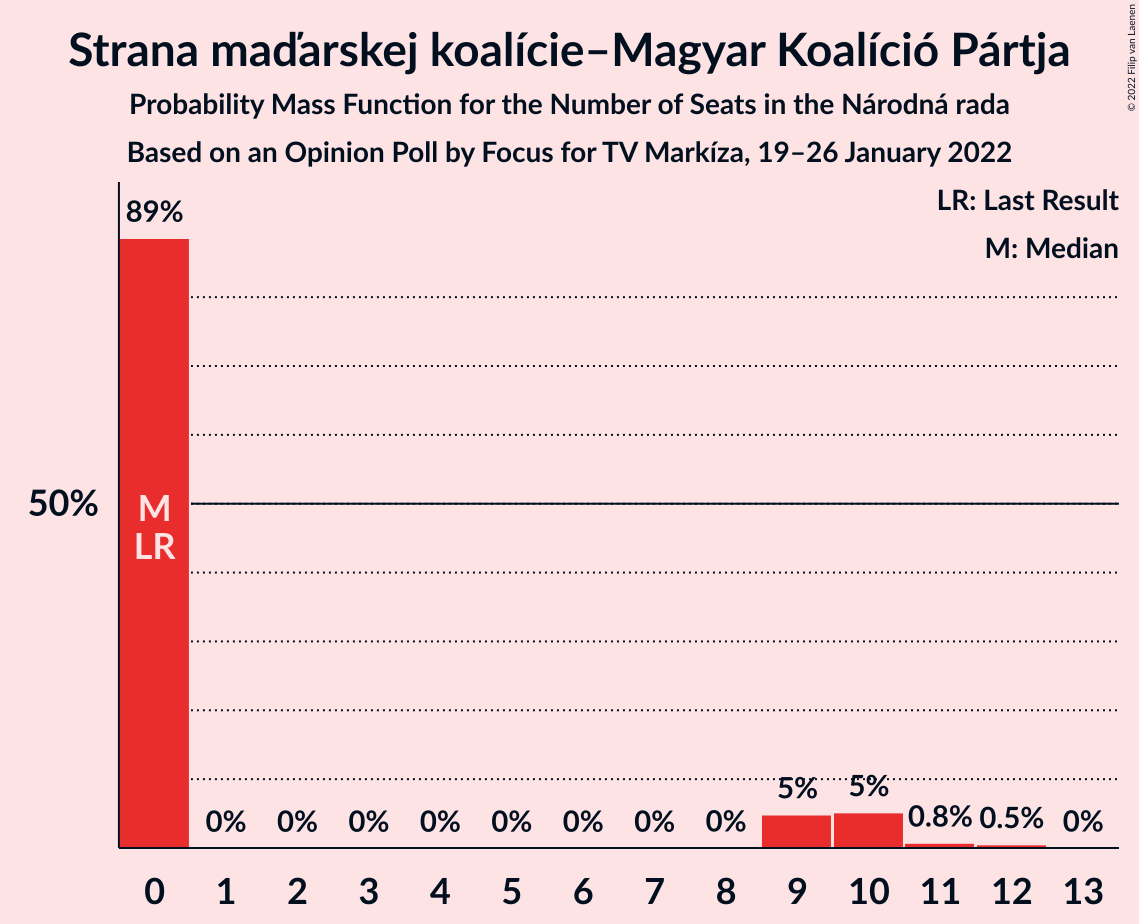 Strana maďarskej koalície–Magyar Koalíció Pártja
Probability Mass Function for the Number of Seats in the Národná rada
Based on an Opinion Poll by Focus for TV Markíza, 19–26 January 2022
© 2022 Filip van Laenen
LR: Last Result
M: Median
89%
50%
M
LR
0% 0% 0% 0% 0% 0% 0% 0% 5% 5% 0.8% 0.5% 0%
0 1 2 3 4 5 6 7 8 9 10 11 12 13